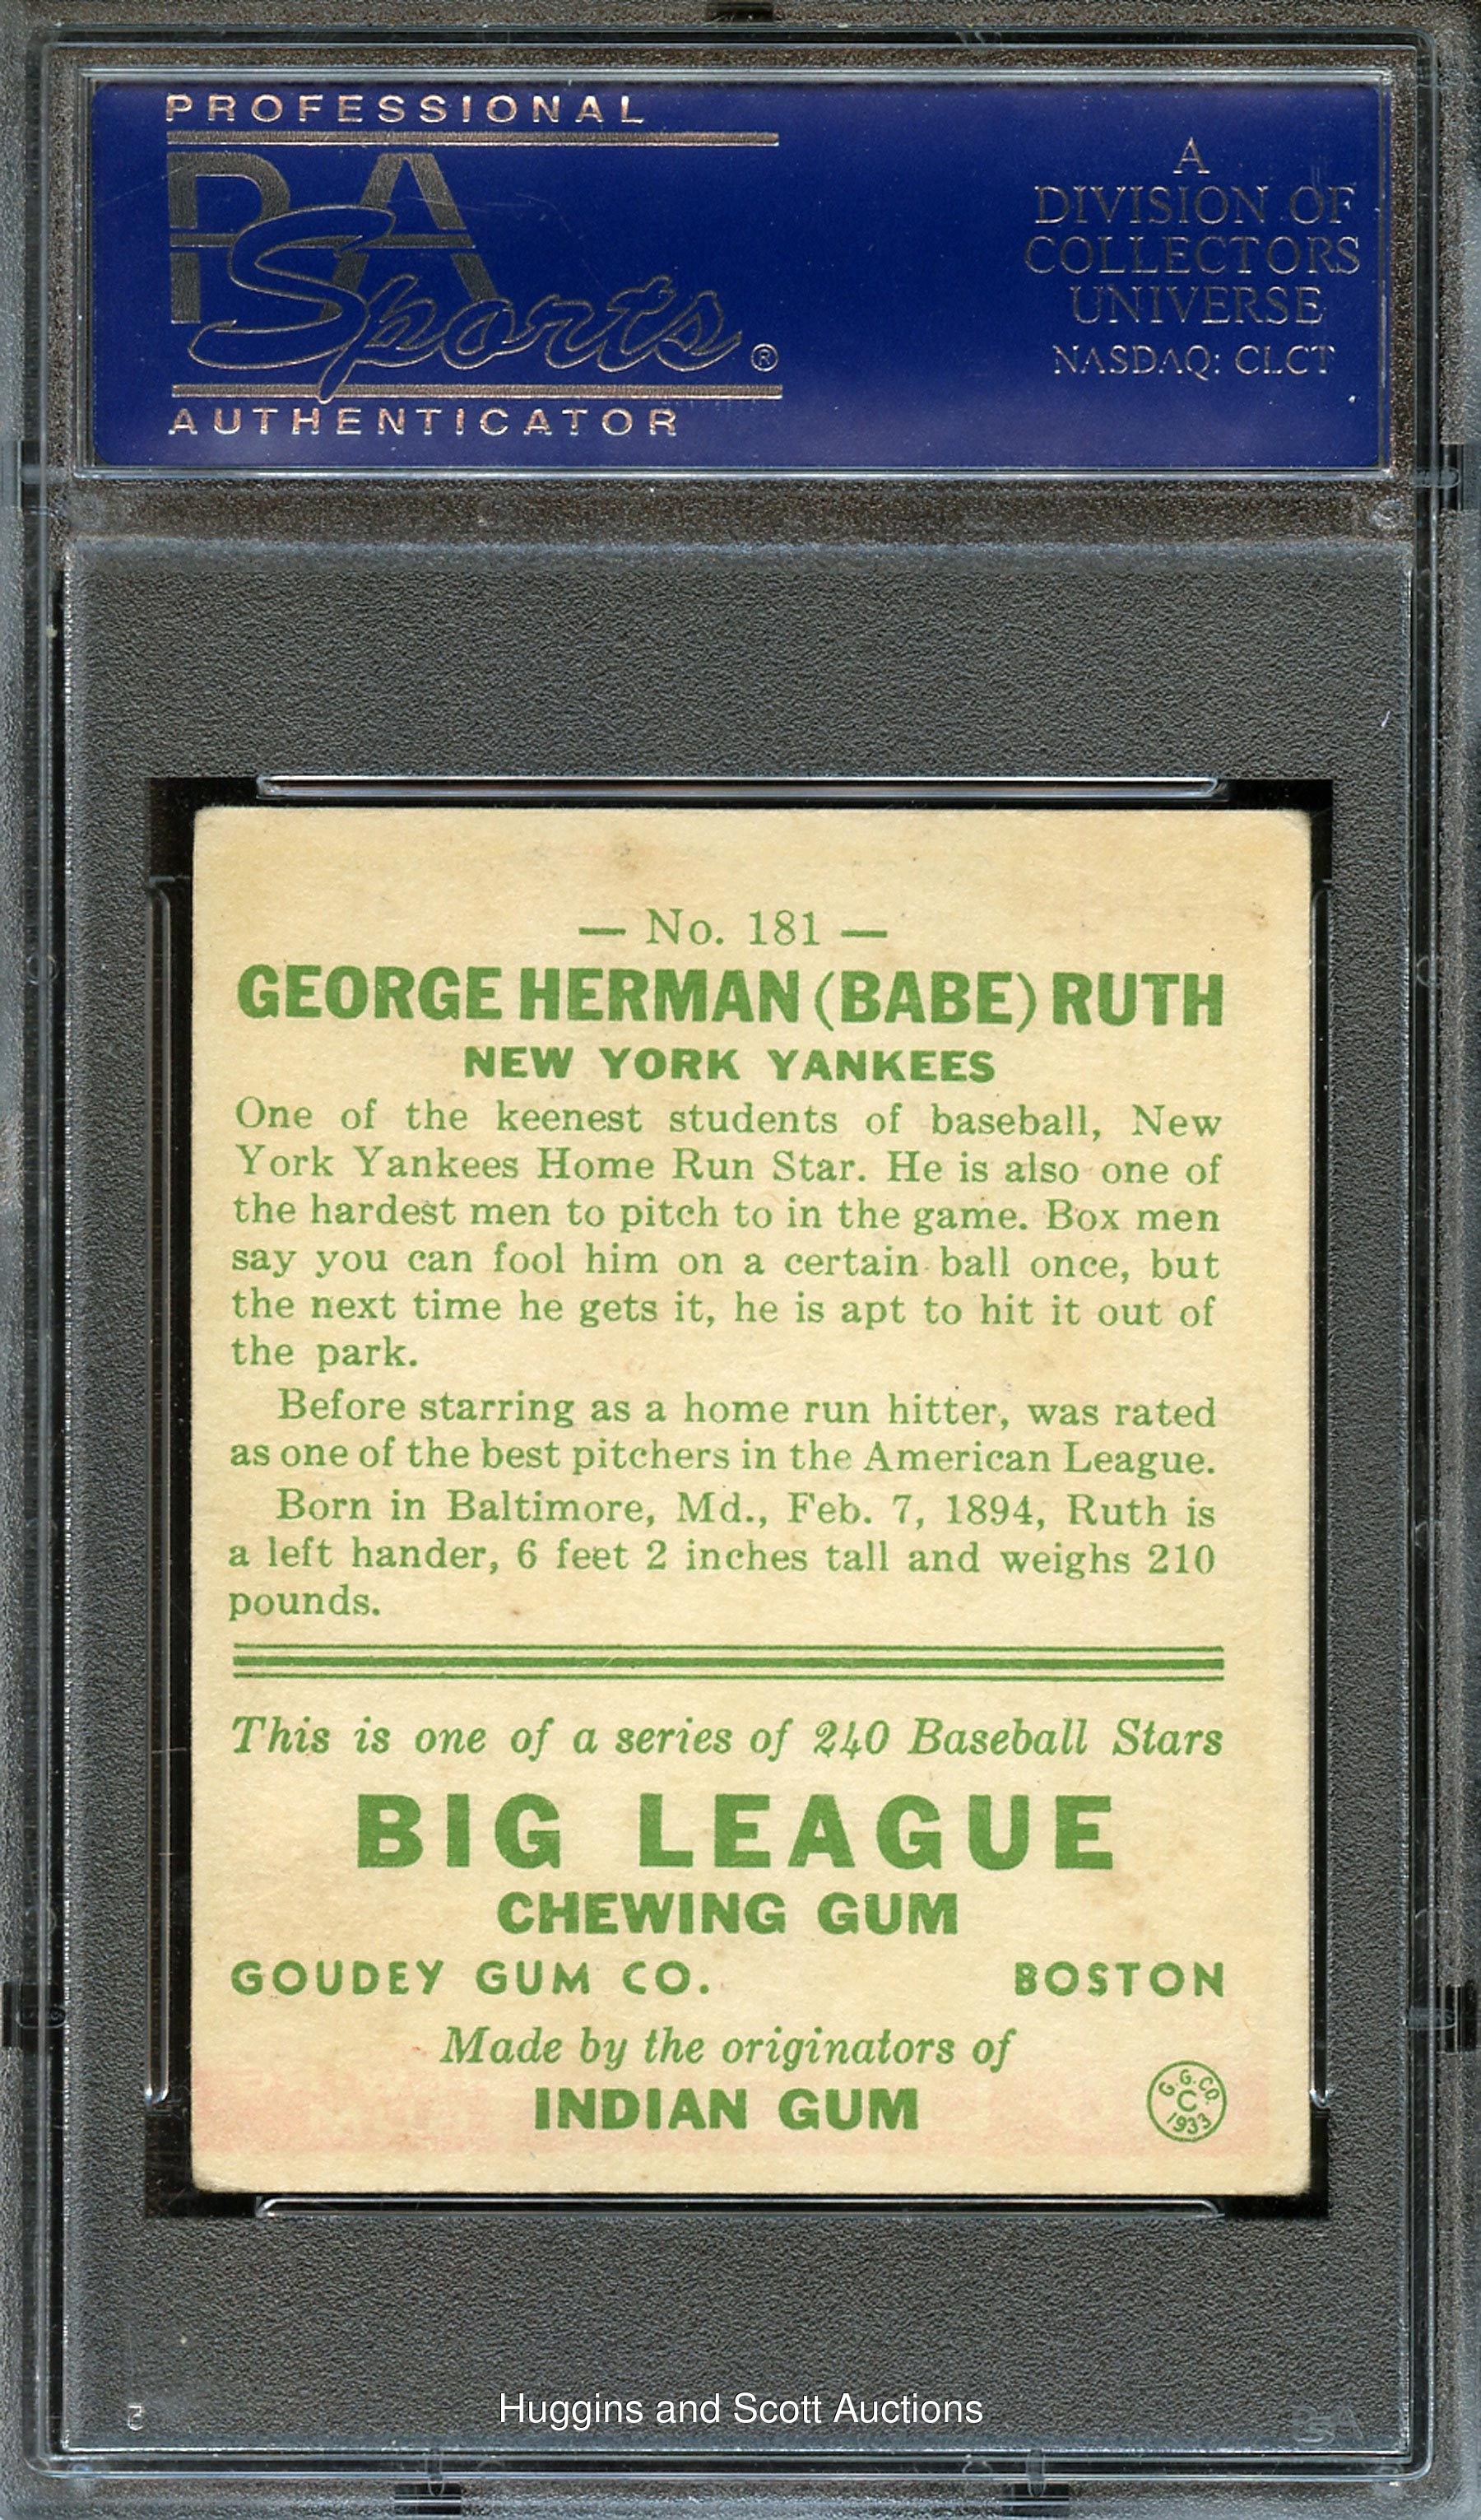 PROFESSIONAL
PSA
Sports®
AUTHENTICATOR
A
DIVISION OF
COLLECTORS
UNIVERSE
NASDAQ: CLCT
— No. 181 —
GEORGE HERMAN (BABE) RUTH
NEW YORK YANKEES
One of the keenest students of baseball, New
York Yankees Home Run Star. He is also one of
the hardest men to pitch to in the game. Box men
say you can fool him on a certain ball once, but
the next time he gets it, he is apt to hit it out of
the park.
Before starring as a home run hitter, was rated
as one of the best pitchers in the American League.
Born in Baltimore, Md., Feb. 7, 1894, Ruth is
a left hander, 6 feet 2 inches tall and weighs 210
pounds.
This is one of a series of 240 Baseball Stars
BIG LEAGUE
CHEWING GUM
GOUDEY GUM CO. BOSTON
Made by the originators of
INDIAN GUM
G. G. CO.
C
1933
Huggins and Scott Auctions